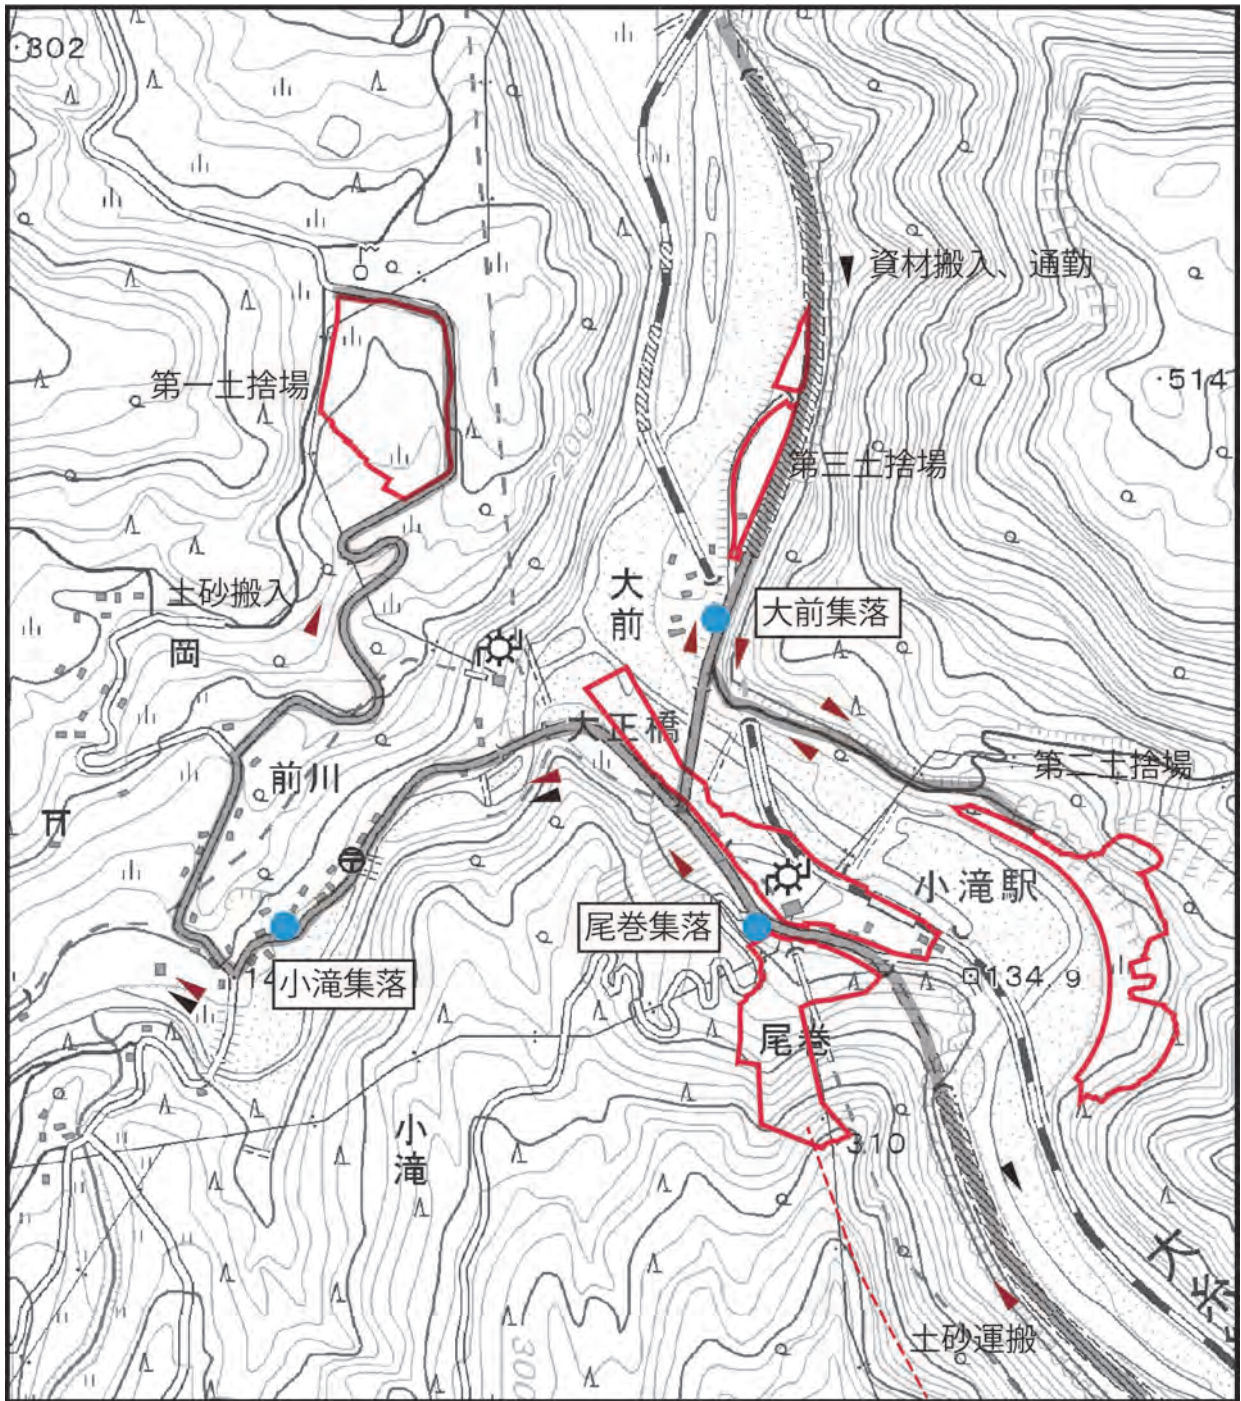 302
資材搬入、通勤
514
第一土捨場
200
第三土捨場
大前
土砂搬入
大前集落
岡
大正橋
第二土捨場
前川
小滝駅
尾巻集落
134.9
小滝集落
尾巻
小滝
310
土砂運搬
300